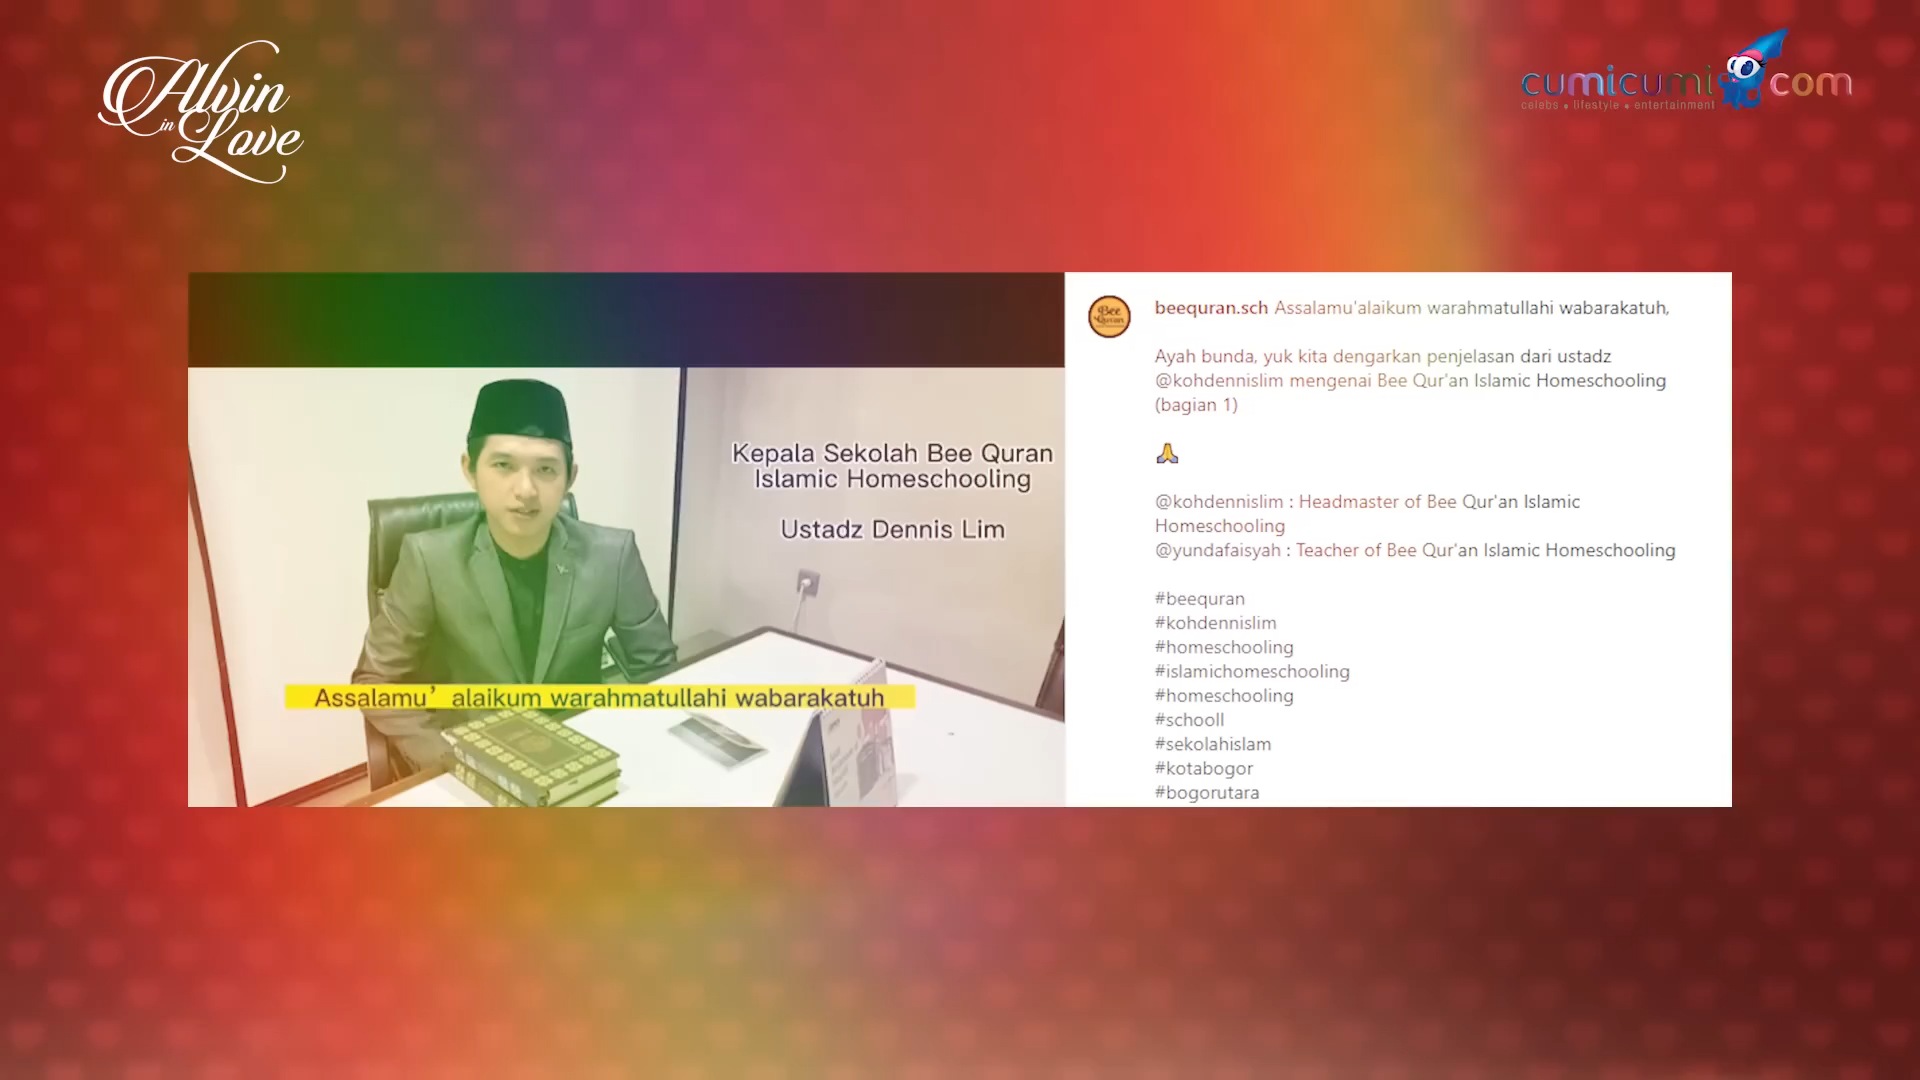 Alvin
in
Love
cumicumi.com
celebs • lifestyle • entertainment
Kepala Sekolah Bee Quran
Islamic Homeschooling
Ustadz Dennis Lim
Assalamu' alaikum warahmatullahi wabarakatuh
Bee
Quran
beequran.sch Assalamu'alaikum warahmatullahi wabarakatuh,
Ayah bunda, yuk kita dengarkan penjelasan dari ustadz
@kohdennislim mengenai Bee Qur'an Islamic Homeschooling
(bagian 1)
🙏
@kohdennislim : Headmaster of Bee Qur'an Islamic
Homeschooling
@yundafaisyah : Teacher of Bee Qur'an Islamic Homeschooling
#beequran
#kohdennislim
#homeschooling
#islamichomeschooling
#homeschooling
#schooll
#sekolahislam
#kotabogor
#bogorutara